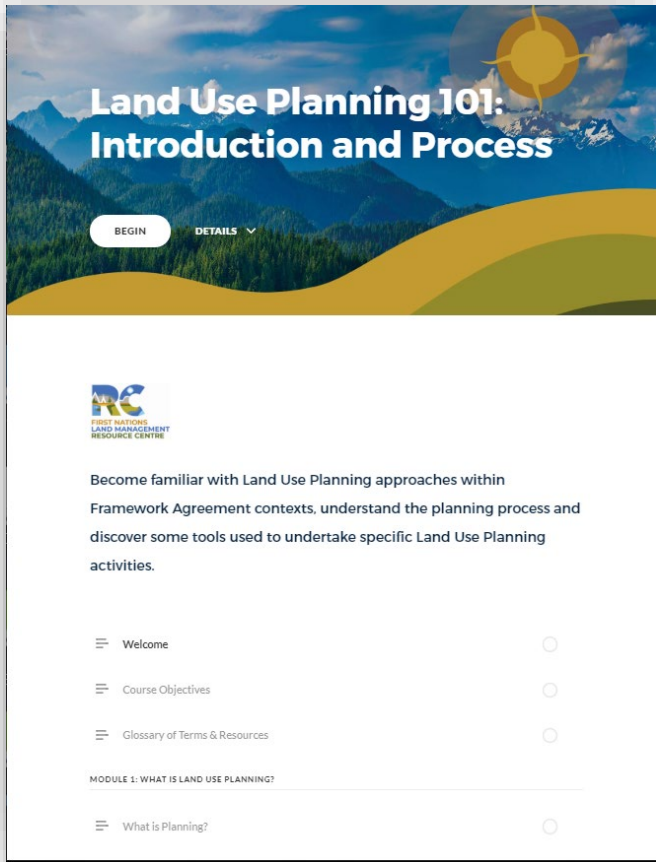 Land Use Planning 101:
Introduction and Process
BEGIN
DETAILS
RC
FIRST NATIONS
LAND MANAGEMENT
RESOURCE CENTRE
Become familiar with Land Use Planning approaches within
Framework Agreement contexts, understand the planning process and
discover some tools used to undertake specific Land Use Planning
activities.
Welcome
Course Objectives
Glossary of Terms & Resources
MODULE 1: WHAT IS LAND USE PLANNING?
What is Planning?